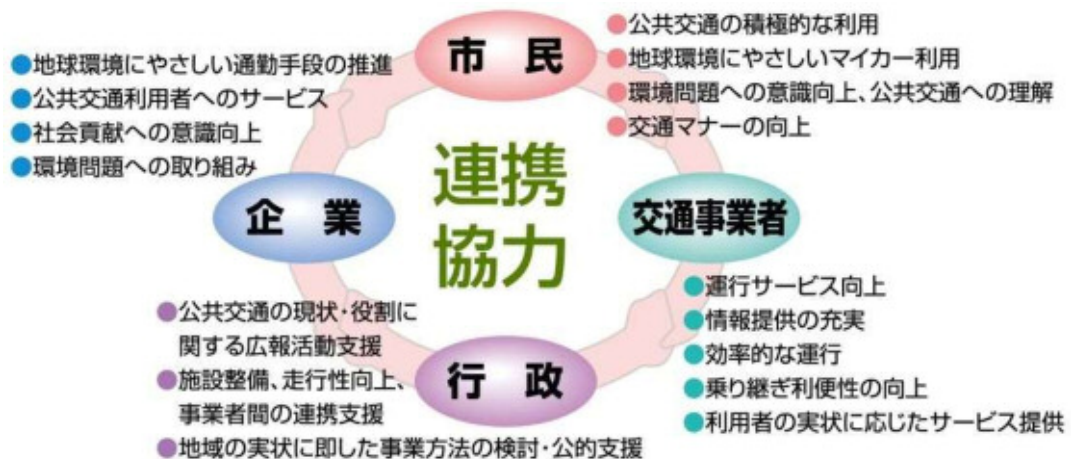 市民
●公共交通の積極的な利用
●地球環境にやさしいマイカー利用
●環境問題への意識向上、公共交通への理解
●交通マナーの向上
●地球環境にやさしい通勤手段の推進
●公共交通利用者へのサービス
●社会貢献への意識向上
●環境問題への取り組み
企業
連携
協力
交通事業者
●運行サービス向上
●情報提供の充実
●効率的な運行
●乗り継ぎ利便性の向上
●利用者の実状に応じたサービス提供
行政
●公共交通の現状・役割に
関する広報活動支援
●施設整備、走行性向上、
事業者間の連携支援
●地域の実状に即した事業方法の検討・公的支援